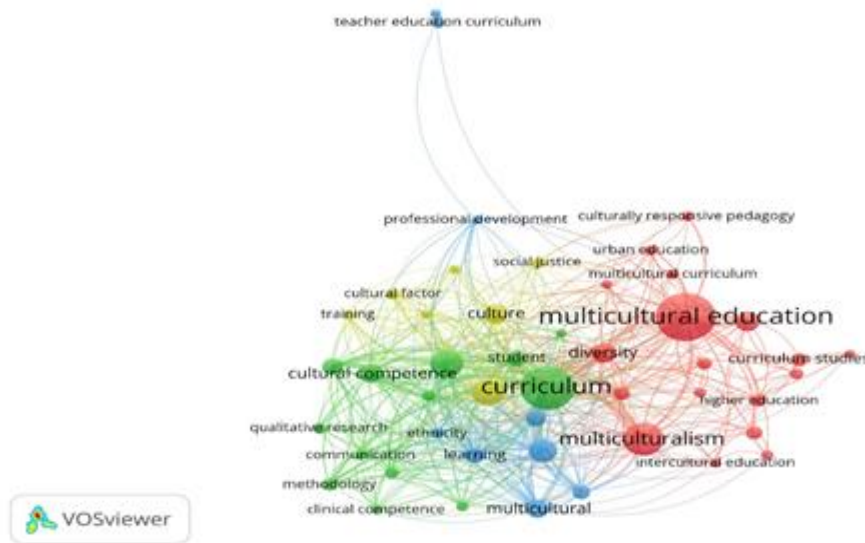 teacher education curriculum
professional development
culturally responsive pedagogy
urban education
social justice
multicultural curriculum
cultural factor
training
culture
multicultural education
student
diversity
curriculum studies
cultural competence
curriculum
higher education
qualitative research
ethnicity
multiculturalism
communication
learning
intercultural education
methodology
clinical competence
multicultural
VOSviewer